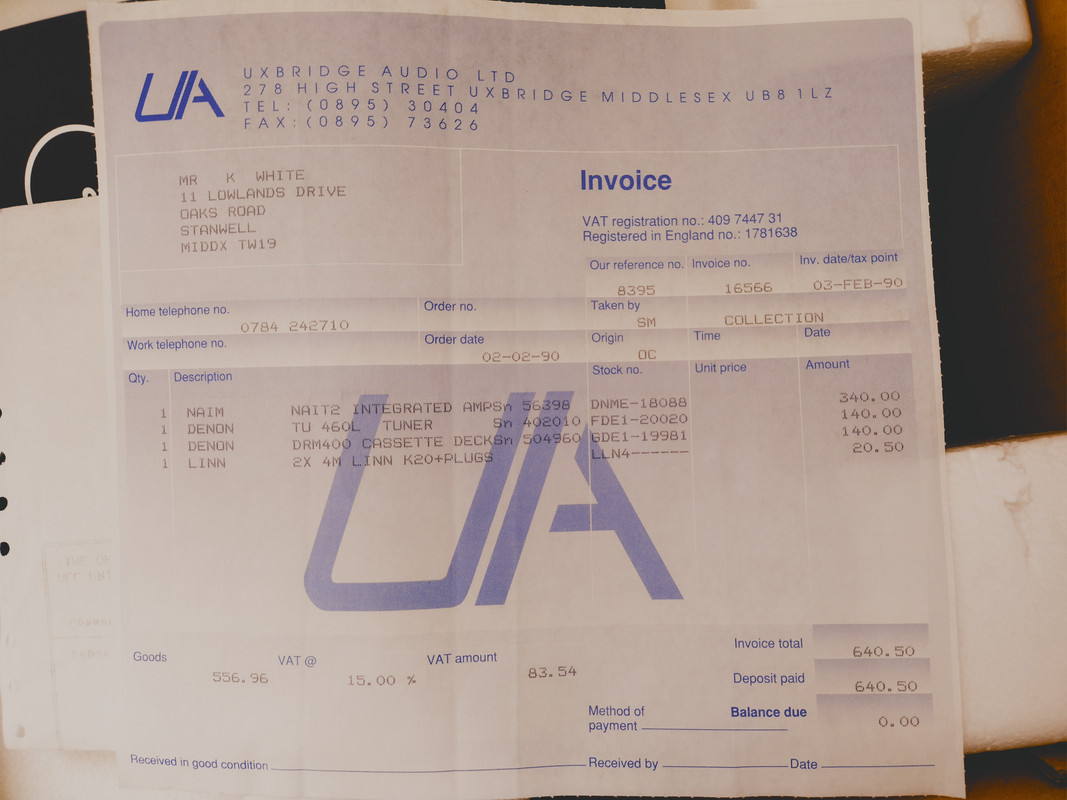 UA
UXBRIDGE AUDIO LTD
278 HIGH STREET UXBRIDGE MIDDLESEX UB8 1LZ
TEL: (0895) 30404
FAX: (0895) 73626
MR K WHITE
11 LOWLANDS DRIVE
OAKS ROAD
STANWELL
MIDDX TW19
Invoice
VAT registration no.: 409 7447 31
Registered in England no.: 1781638
Our reference no. Invoice no. Inv. date/tax point
8395 16566 03-FEB-90
Home telephone no. Order no. Taken by
0784 242710 SM COLLECTION
Work telephone no. Order date Origin Time Date
02-02-90 OC
Qty. Description Stock no. Unit price Amount
1 NAIM NAIT2 INTEGRATED AMPSn 56398 DNME-18088 340.00
1 DENON TU 460L TUNER Sn 402010 FDE1-20020 140.00
1 DENON DRM400 CASSETTE DECKSn 504960 GDE1-19981 140.00
1 LINN 2X 4M LINN K20+PLUGS LLN4------ 20.50
UA
Goods VAT @ VAT amount Invoice total
556.96 15.00 % 83.54 640.50
Deposit paid 640.50
Method of payment Balance due 0.00
Received in good condition Received by Date